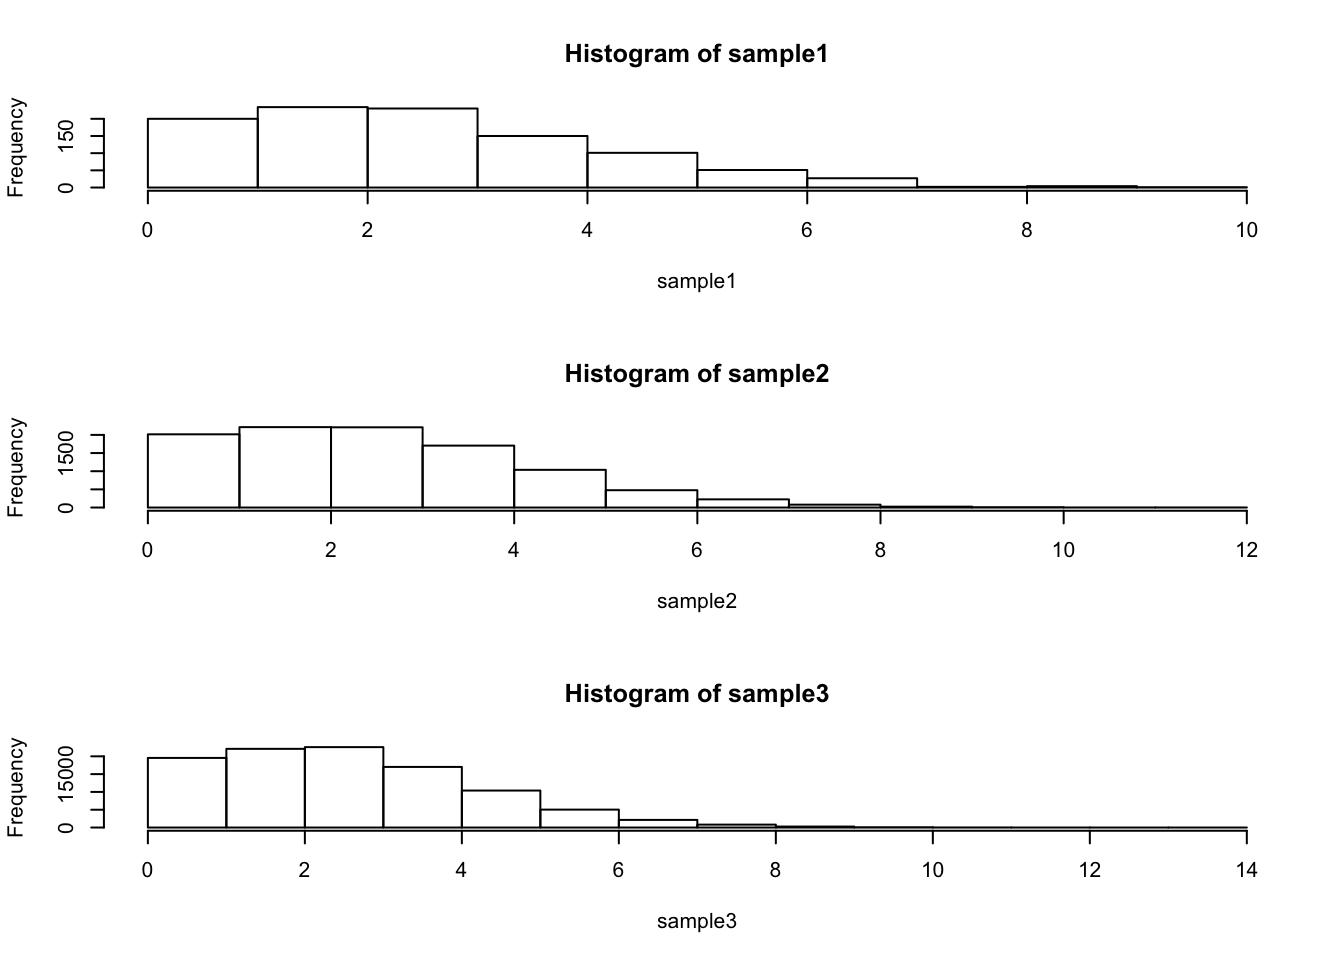 Histogram of sample1
Frequency
150
0
0 2 4 6 8 10
sample1
Histogram of sample2
Frequency
1500
0
0 2 4 6 8 10 12
sample2
Histogram of sample3
Frequency
15000
0
0 2 4 6 8 10 12 14
sample3